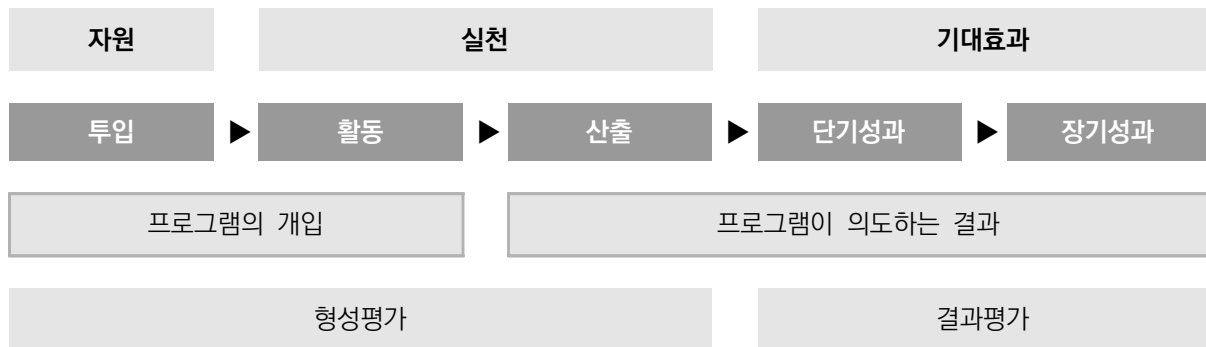 자원 실천 기대효과
투입 ▶ 활동 ▶ 산출 ▶ 단기성과 ▶ 장기성과
프로그램의 개입 프로그램이 의도하는 결과
형성평가 결과평가